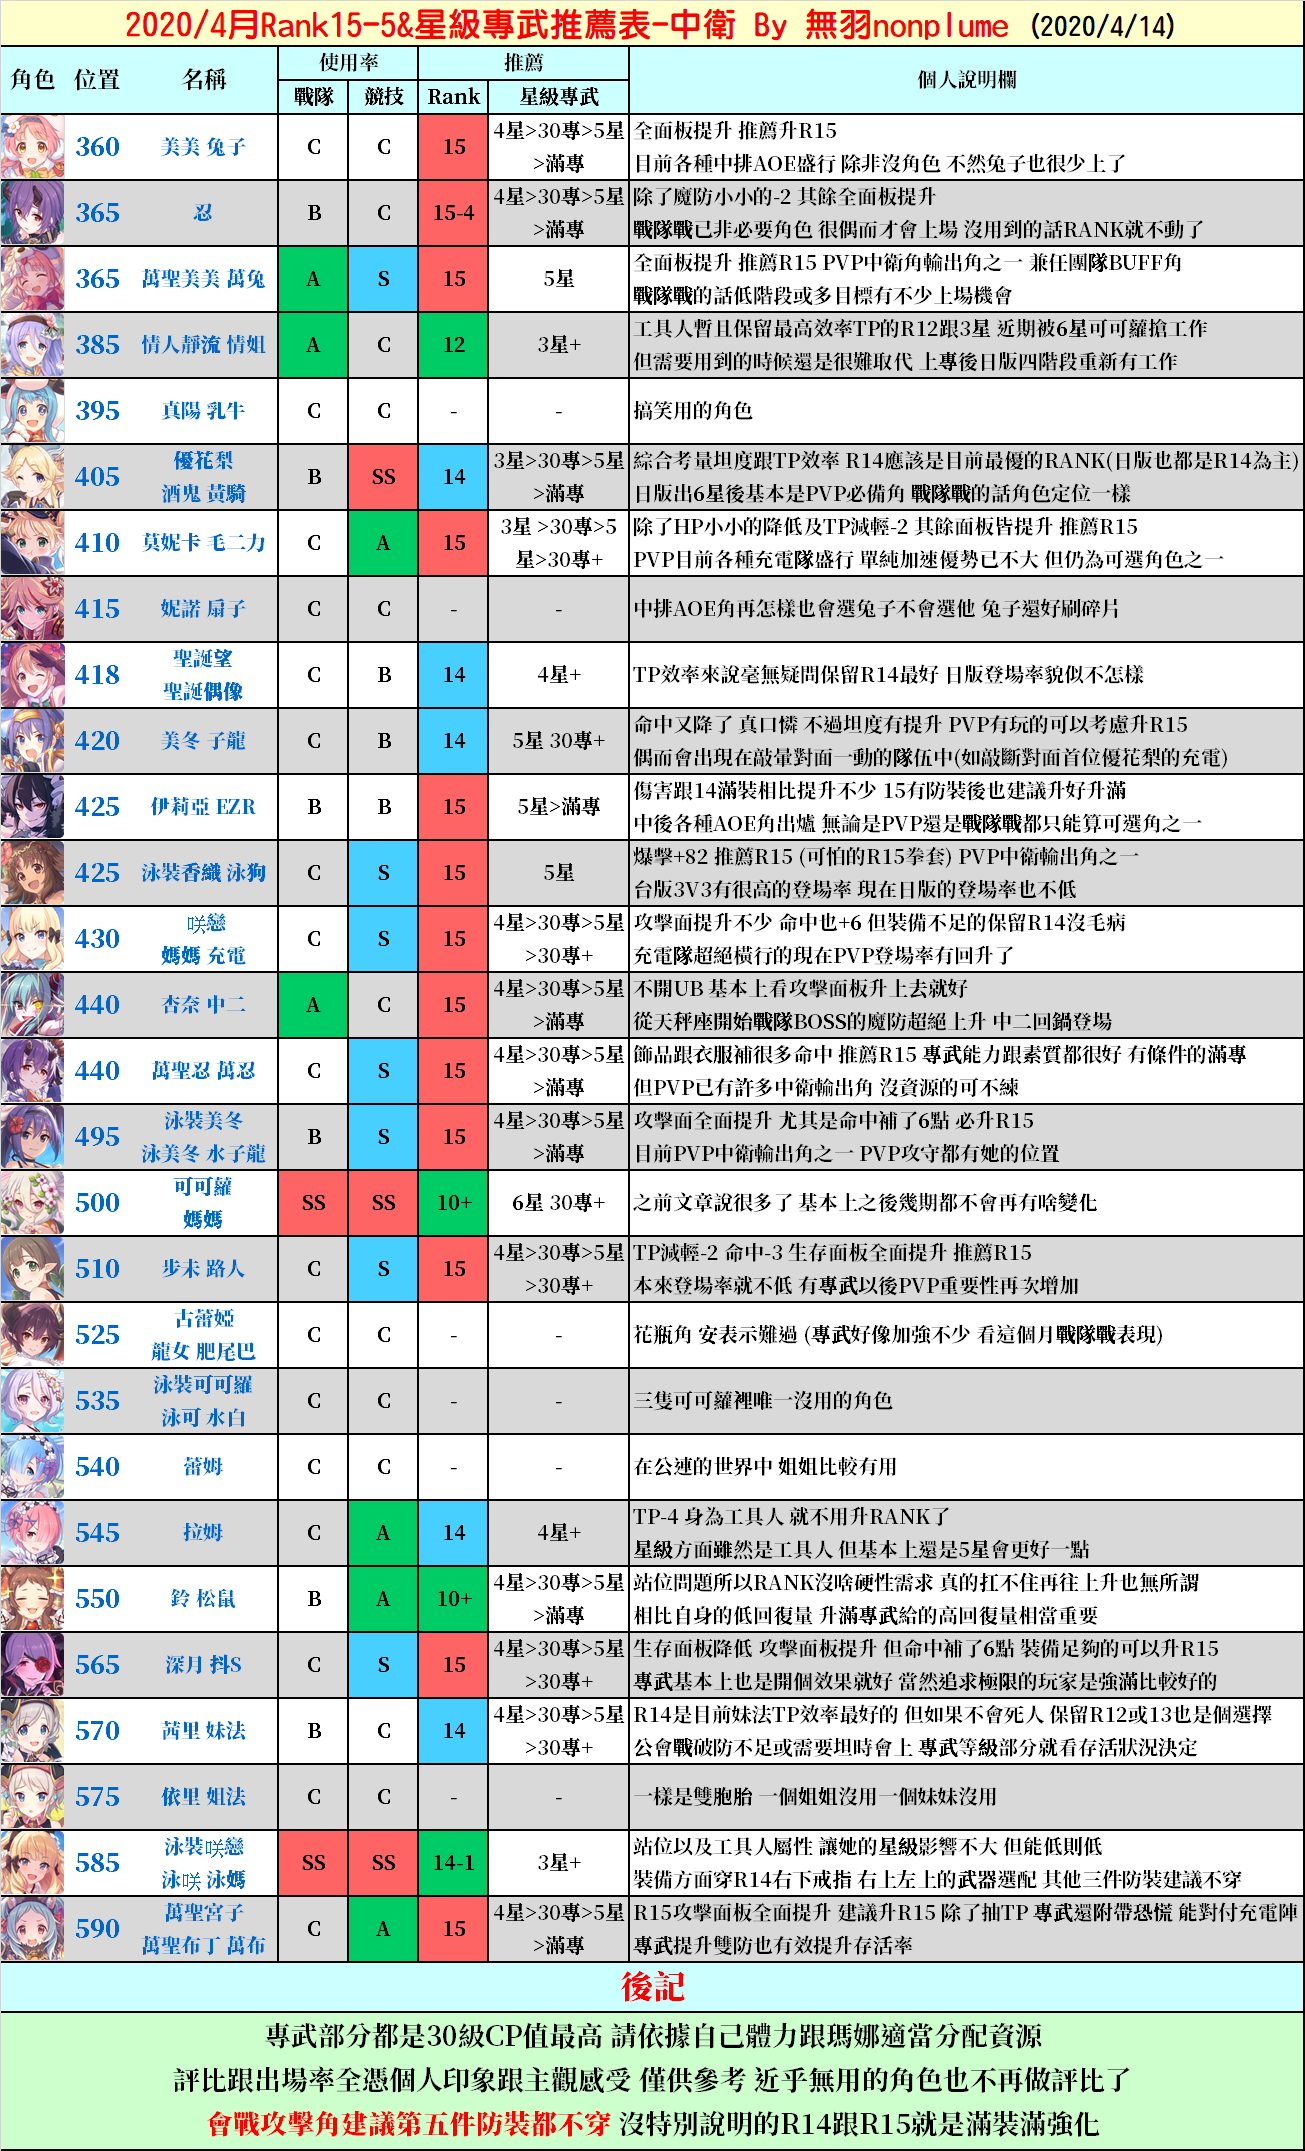 2020/4月Rank15-5&星級專武推薦表-中衛 By 無羽nonplume (2020/4/14)
角色 位置 名稱 使用率 推薦 個人說明欄
戰隊 競技 Rank 星級專武
360 美美 兔子 C C 15 4星>30專>5星 全面板提升 推薦升R15
>滿專 目前各種中排AOE盛行 除非沒角色 不然兔子也很少上了
365 忍 B C 15-4 4星>30專>5星 除了魔防小小的-2 其餘全面板提升
>滿專 戰隊戰已非必要角色 很偶而才會上場 沒用到的話RANK就不動了
365 萬聖美美 萬兔 A S 15 5星 全面板提升 推薦R15 PVP中衛角輸出角之一 兼任團隊BUFF角
戰隊戰的話低階段或多目標有不少上場機會
385 情人靜流 情姐 A C 12 3星+ 工具人暫且保留最高效率TP的R12跟3星 近期被6星可可蘿搶工作
但需要用到的時候還是很難取代 上專後日版四階段重新有工作
395 真陽 乳牛 C C - - 搞笑用的角色
405 優花梨 B SS 14 3星>30專>5星 綜合考量坦度跟TP效率 R14應該是目前最優的RANK(日版也都是R14為主)
酒鬼 黃騎 >滿專 日版出6星後基本是PVP必備角 戰隊戰的話角色定位一樣
410 莫妮卡 毛二力 C A 15 3星 >30專>5 除了HP小小的降低及TP減輕-2 其餘面板皆提升 推薦R15
星>30專+ PVP目前各種充電隊盛行 單純加速優勢已不大 但仍為可選角色之一
415 妮諾 扇子 C C - - 中排AOE角再怎樣也會選兔子不會選他 兔子還好刷碎片
418 聖誕望 C B 14 4星+ TP效率來說毫無疑問保留R14最好 日版登場率貌似不怎樣
聖誕偶像
420 美冬 子龍 C B 14 5星 30專+ 命中又降了 真口憐 不過坦度有提升 PVP有玩的可以考慮升R15
偶而會出現在敲暈對面一動的隊伍中(如敲斷對面首位優花梨的充電)
425 伊莉亞 EZR B B 15 5星>滿專 傷害跟14滿裝相比提升不少 15有防裝後也建議升好升滿
中後各種AOE角出爐 無論是PVP還是戰隊戰都只能算可選角之一
425 泳裝香織 泳狗 C S 15 5星 爆擊+82 推薦R15 (可怕的R15拳套) PVP中衛輸出角之一
台版3V3有很高的登場率 現在日版的登場率也不低
430 咲戀 C S 15 4星>30專>5星 攻擊面提升不少 命中也+6 但裝備不足的保留R14沒毛病
媽媽 充電 >30專+ 充電隊超絕橫行的現在PVP登場率有回升了
440 杏奈 中二 A C 15 4星>30專>5星 不開UB 基本上看攻擊面板升上去就好
>滿專 從天秤座開始戰隊BOSS的魔防超絕上升 中二回鍋登場
440 萬聖忍 萬忍 C S 15 4星>30專>5星 飾品跟衣服補很多命中 推薦R15 專武能力跟素質都很好 有條件的滿專
>滿專 但PVP已有許多中衛輸出角 沒資源的可不練
495 泳裝美冬 B S 15 4星>30專>5星 攻擊面全面提升 尤其是命中補了6點 必升R15
泳美冬 水子龍 >滿專 目前PVP中衛輸出角之一 PVP攻守都有她的位置
500 可可蘿 SS SS 10+ 6星 30專+ 之前文章說很多了 基本上之後幾期都不會再有啥變化
媽媽
510 步未 路人 C S 15 4星>30專>5星 TP減輕-2 命中-3 生存面板全面提升 推薦R15
>30專+ 本來登場率就不低 有專武以後PVP重要性再次增加
525 古蕾婭 C C - - 花瓶角 安表示難過 (專武好像加強不少 看這個月戰隊戰表現)
龍女 肥尾巴
535 泳裝可可羅 C C - - 三隻可可蘿裡唯一沒用的角色
泳可 水白
540 蕾姆 C C - - 在公連的世界中 姐姐比較有用
545 拉姆 C A 14 4星+ TP-4 身為工具人 就不用升RANK了
星級方面雖然是工具人 但基本上還是5星會更好一點
550 鈴 松鼠 B A 10+ 4星>30專>5星 站位問題所以RANK沒啥硬性需求 真的扛不住再往上升也無所謂
>滿專 相比自身的低回復量 升滿專武給的高回復量相當重要
565 深月 抖S C S 15 4星>30專>5星 生存面板降低 攻擊面板提升 但命中補了6點 裝備足夠的可以升R15
>30專+ 專武基本上也是開個效果就好 當然追求極限的玩家是強滿比較好的
570 茜里 妹法 B C 14 4星>30專>5星 R14是目前妹法TP效率最好的 但如果不會死人 保留R12或13也是個選擇
>30專+ 公會戰破防不足或需要坦時會上 專武等級部分就看存活狀況決定
575 依里 姐法 C C - - 一樣是雙胞胎 一個姐姐沒用一個妹妹沒用
585 泳裝咲戀 SS SS 14-1 3星+ 站位以及工具人屬性 讓她的星級影響不大 但能低則低
泳咲 泳媽 裝備方面穿R14右下戒指 右上左上的武器選配 其他三件防裝建議不穿
590 萬聖宮子 C A 15 4星>30專>5星 R15攻擊面板全面提升 建議升R15 除了抽TP 專武還附帶恐慌 能對付充電陣
萬聖布丁 萬布 >滿專 專武提升雙防也有效提升存活率
後記
專武部分都是30級CP值最高 請依據自己體力跟瑪娜適當分配資源
評比跟出場率全憑個人印象跟主觀感受 僅供參考 近乎無用的角色也不再做評比了
會戰攻擊角建議第五件防裝都不穿 沒特別說明的R14跟R15就是滿裝滿強化